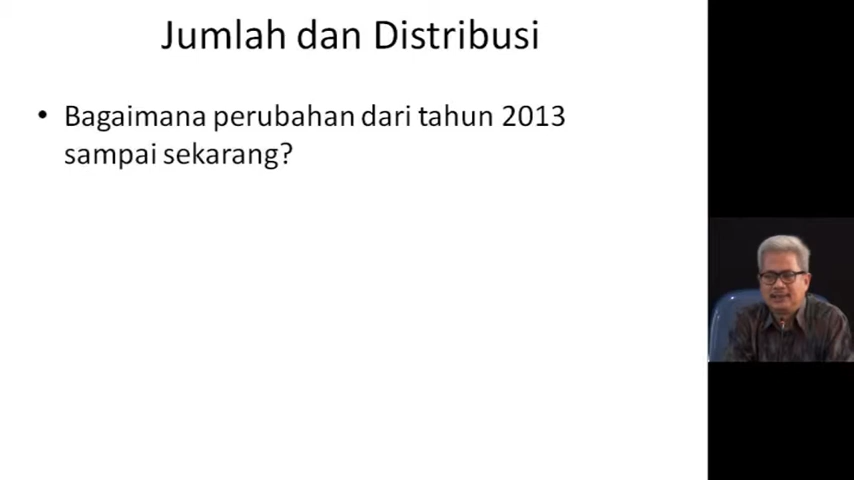 Jumlah dan Distribusi
• Bagaimana perubahan dari tahun 2013
sampai sekarang?